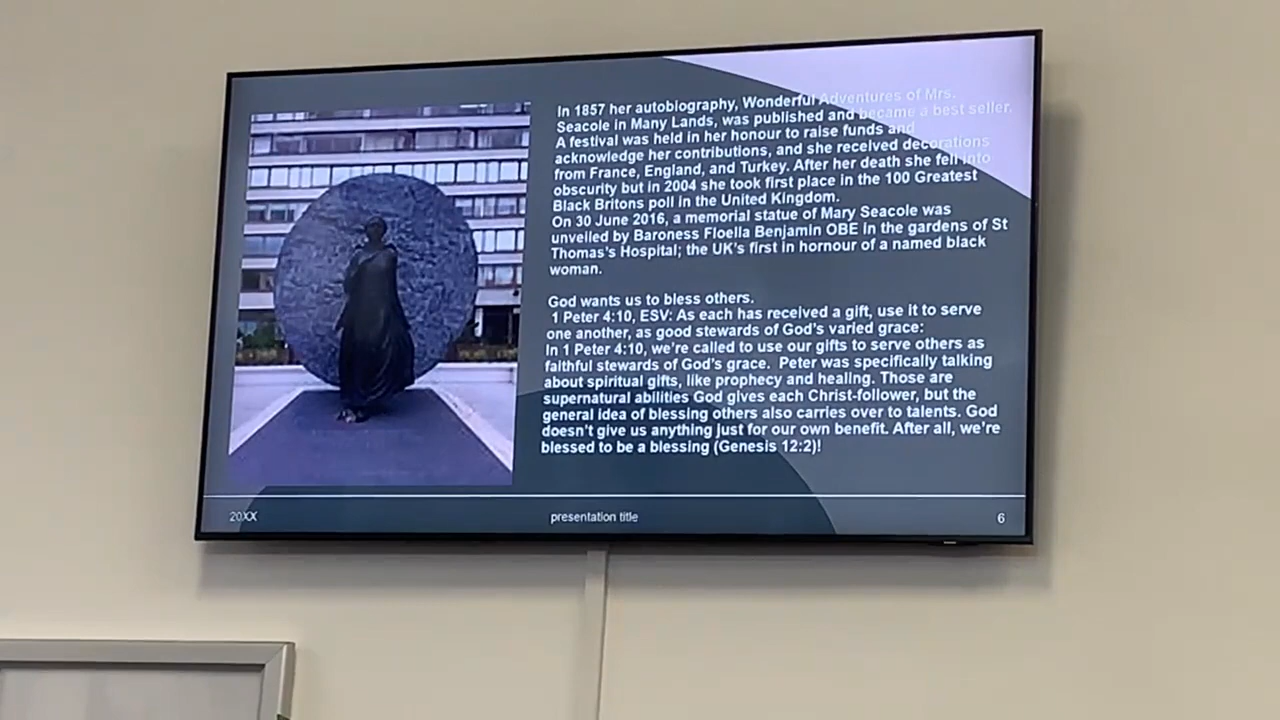 In 1857 her autobiography, Wonderful Adventures of Mrs.
Seacole in Many Lands, was published and became a best seller.
A festival was held in her honour to raise funds and
acknowledge her contributions, and she received decorations
from France, England, and Turkey. After her death she fell into
obscurity but in 2004 she took first place in the 100 Greatest
Black Britons poll in the United Kingdom.
On 30 June 2016, a memorial statue of Mary Seacole was
unveiled by Baroness Floella Benjamin OBE in the gardens of St
Thomas's Hospital; the UK's first in hornour of a named black
woman.
God wants us to bless others.
1 Peter 4:10, ESV: As each has received a gift, use it to serve
one another, as good stewards of God's varied grace:
In 1 Peter 4:10, we're called to use our gifts to serve others as
faithful stewards of God's grace. Peter was specifically talking
about spiritual gifts, like prophecy and healing. Those are
supernatural abilities God gives each Christ-follower, but the
general idea of blessing others also carries over to talents. God
doesn't give us anything just for our own benefit. After all, we're
blessed to be a blessing (Genesis 12:2)!
20XX presentation title 6